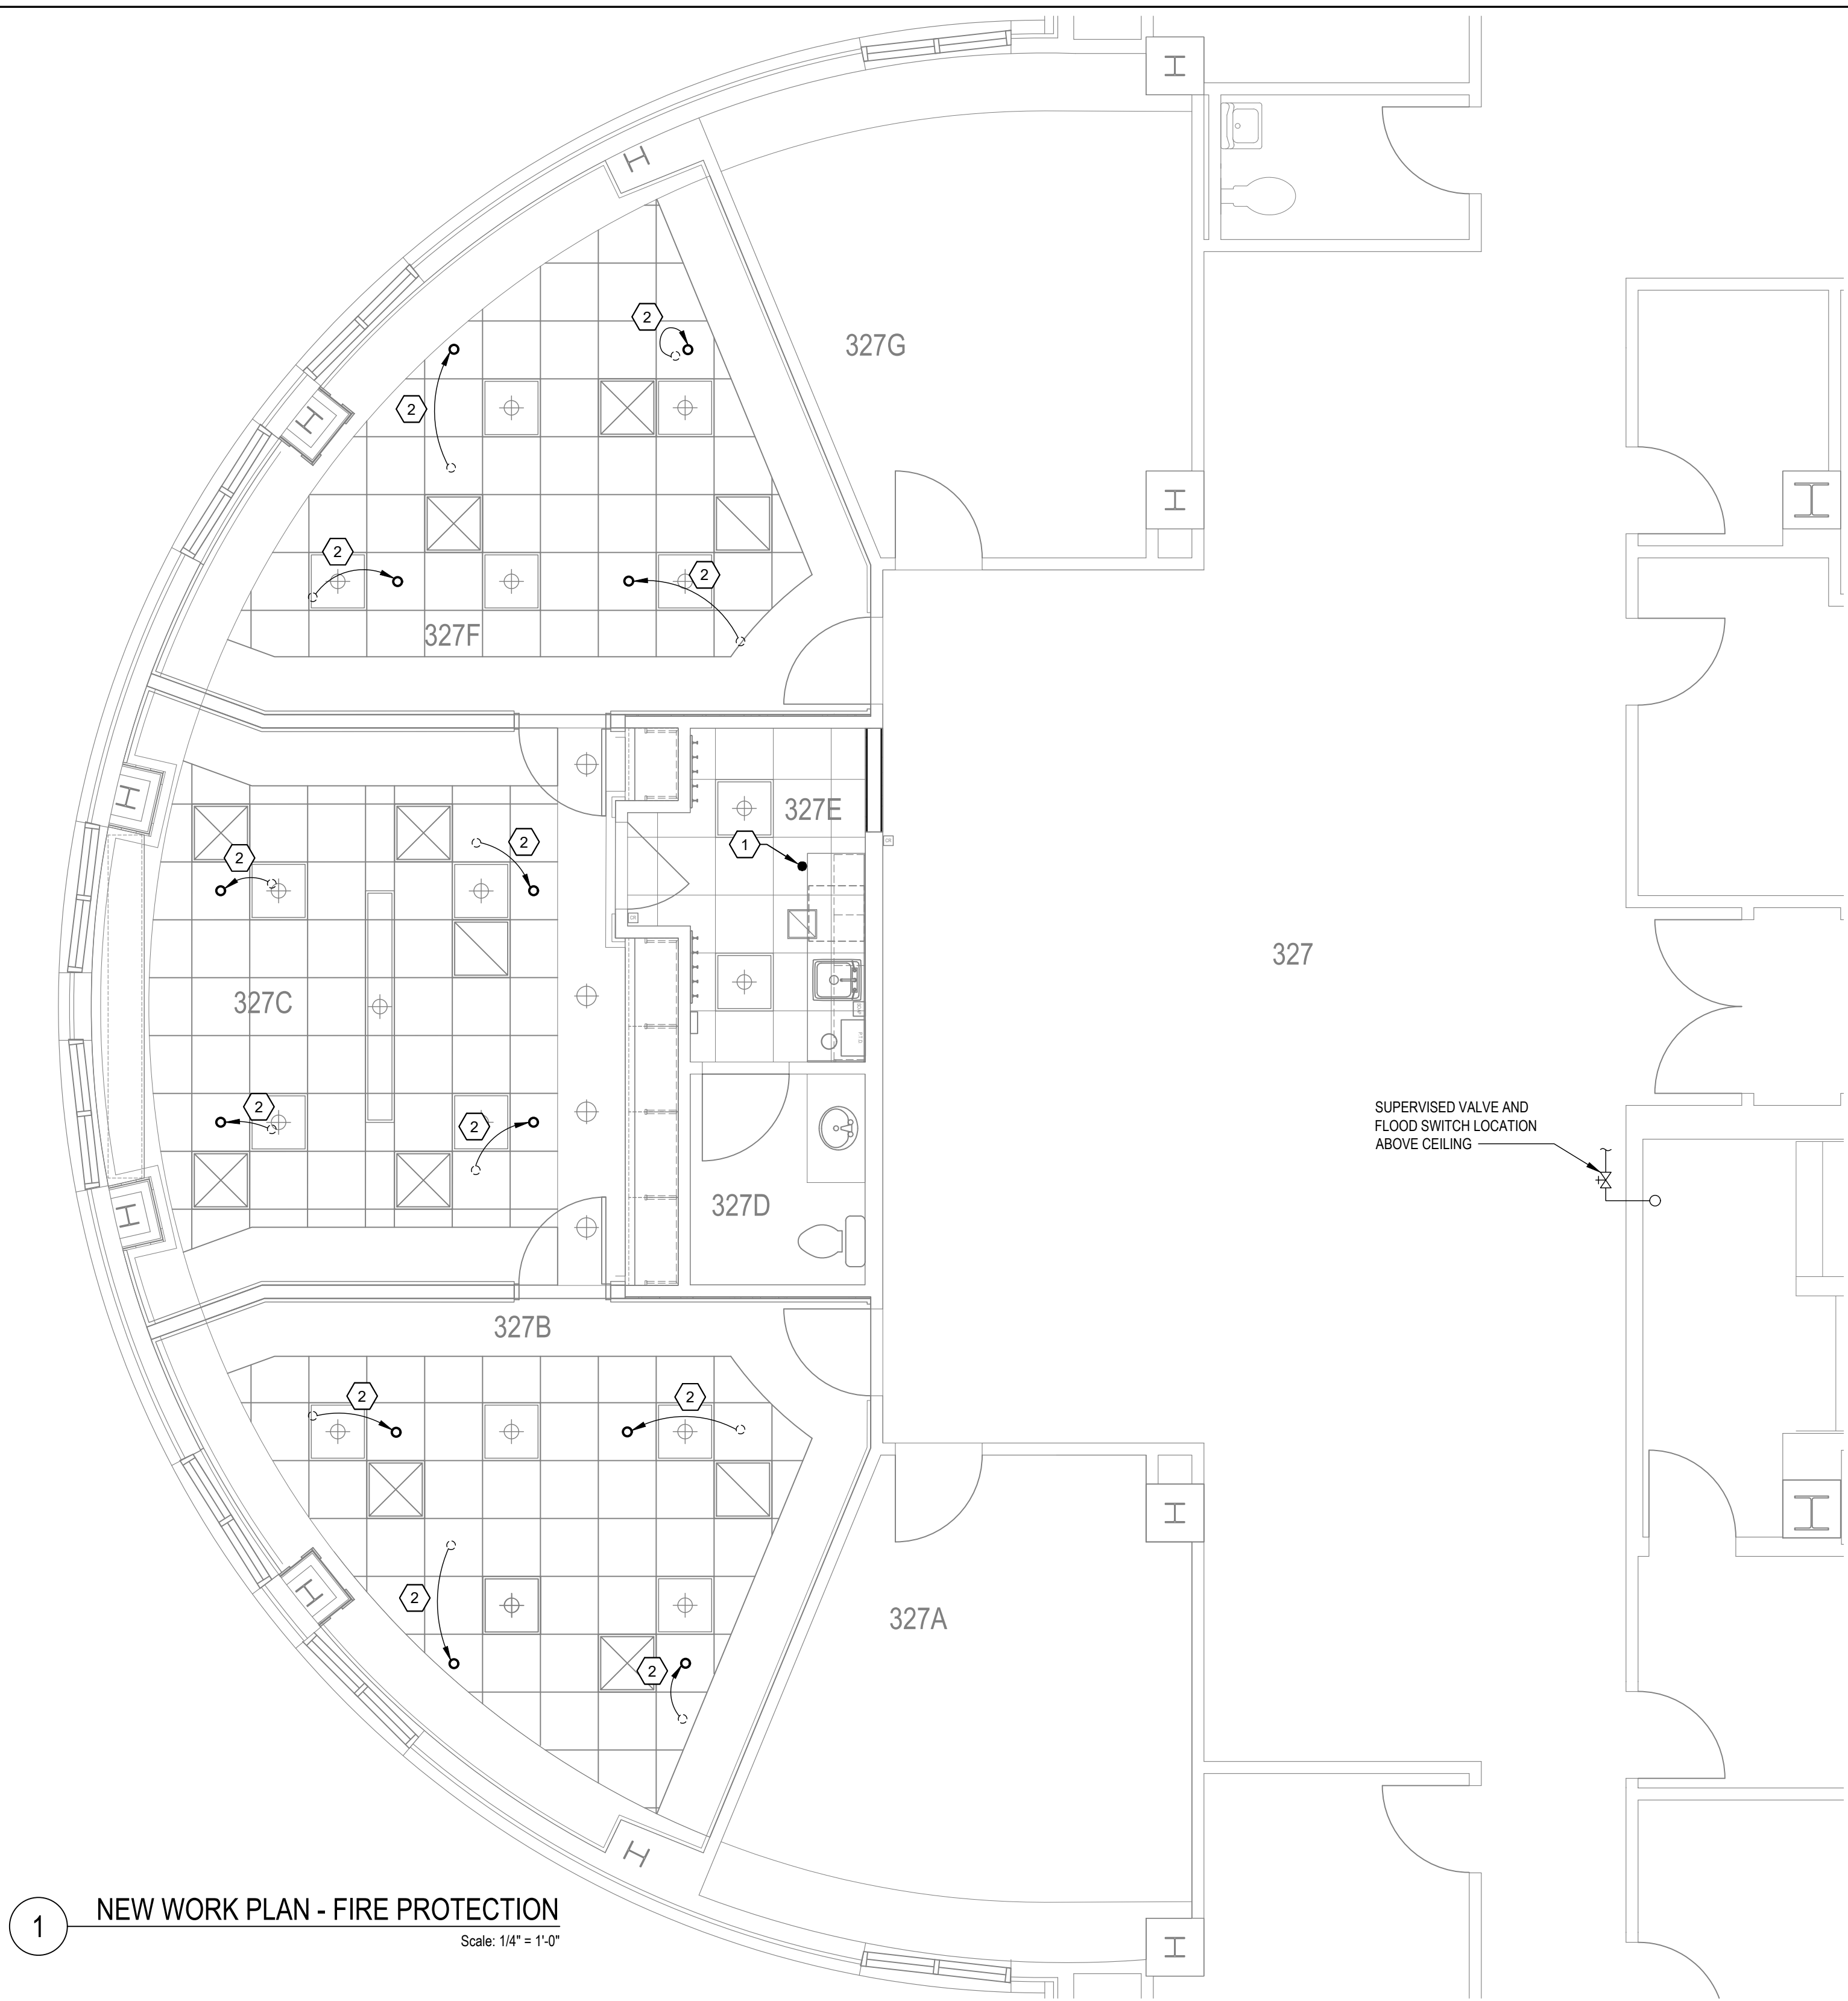 2
327G
2
2
2
327F
327E
1
2
2
CR
CR
327C
327
2
2
SUPERVISED VALVE AND
FLOOD SWITCH LOCATION
ABOVE CEILING
327D
327B
2
2
2
327A
2
1
NEW WORK PLAN - FIRE PROTECTION
Scale: 1/4" = 1'-0"